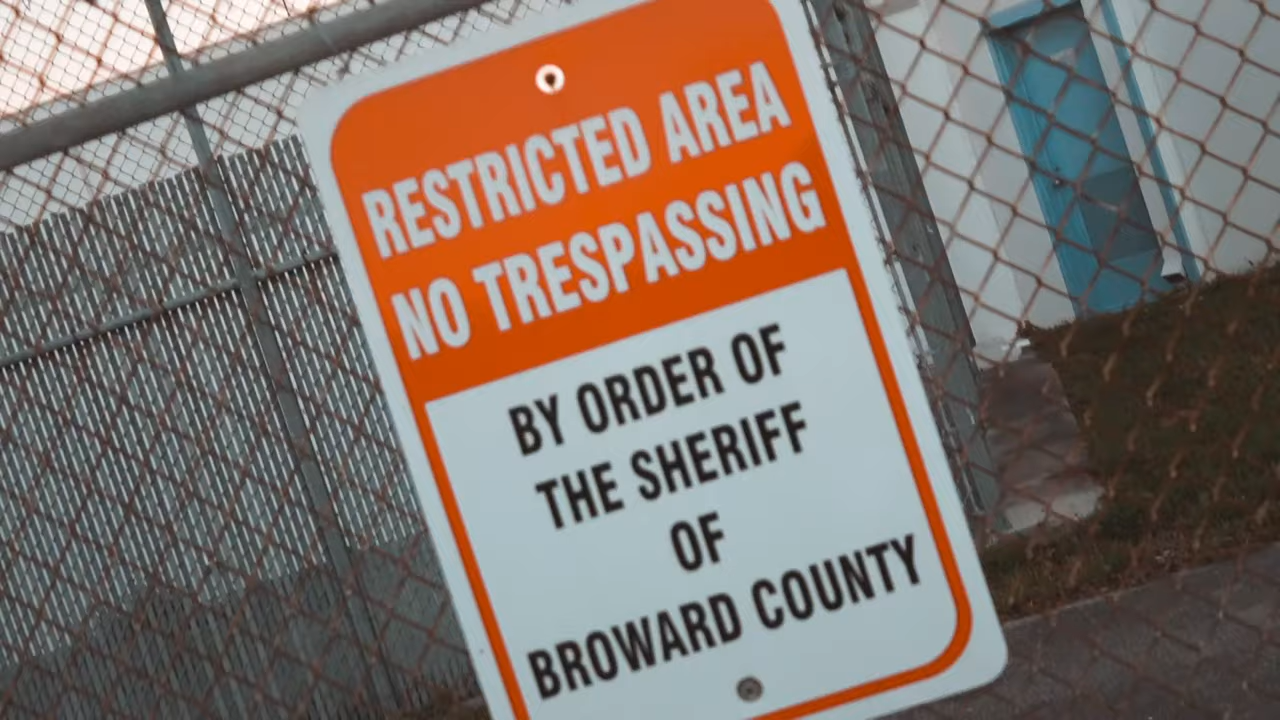 RESTRICTED AREA
NO TRESPASSING
BY ORDER OF
THE SHERIFF
OF
BROWARD COUNTY